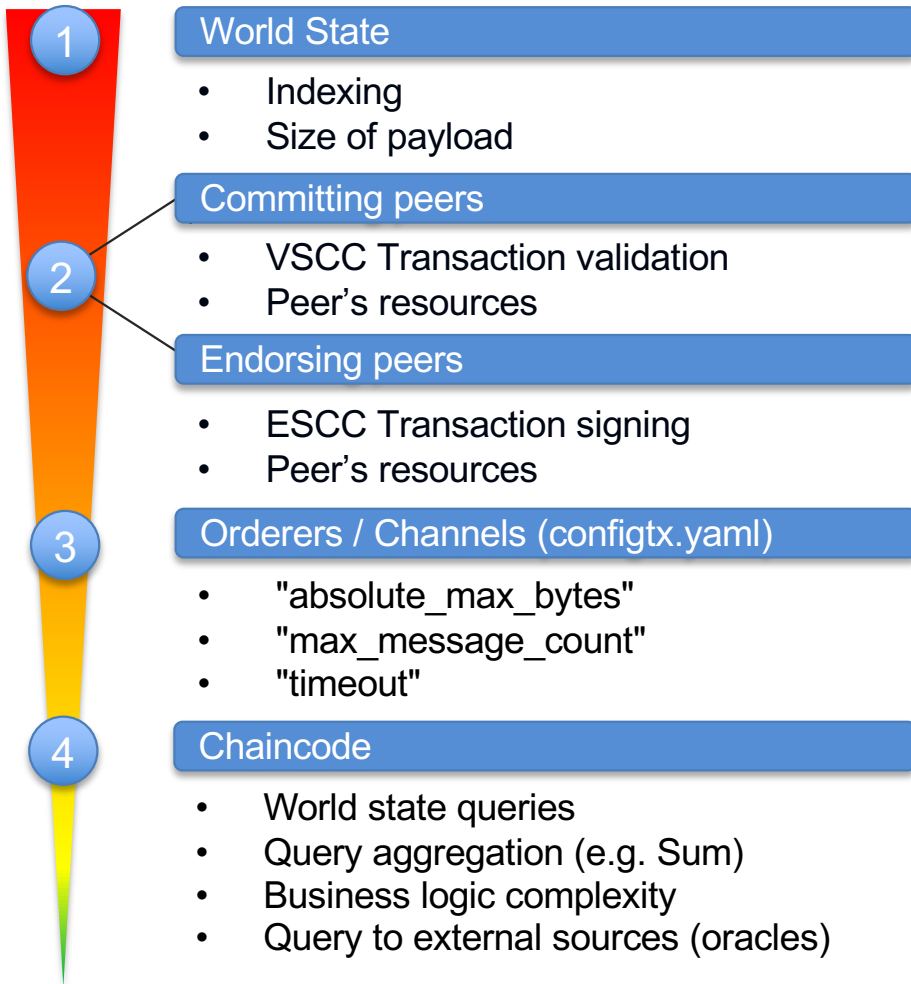 1
World State
• Indexing
• Size of payload
Committing peers
2
• VSCC Transaction validation
• Peer's resources
Endorsing peers
• ESCC Transaction signing
• Peer's resources
3
Orderers / Channels (configtx.yaml)
• "absolute_max_bytes"
• "max_message_count"
• "timeout"
4
Chaincode
• World state queries
• Query aggregation (e.g. Sum)
• Business logic complexity
• Query to external sources (oracles)